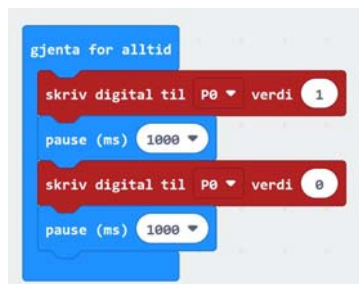 gjenta for alltid
skriv digital til P0 verdi 1
pause (ms) 1000
skriv digital til P0 verdi 0
pause (ms) 1000